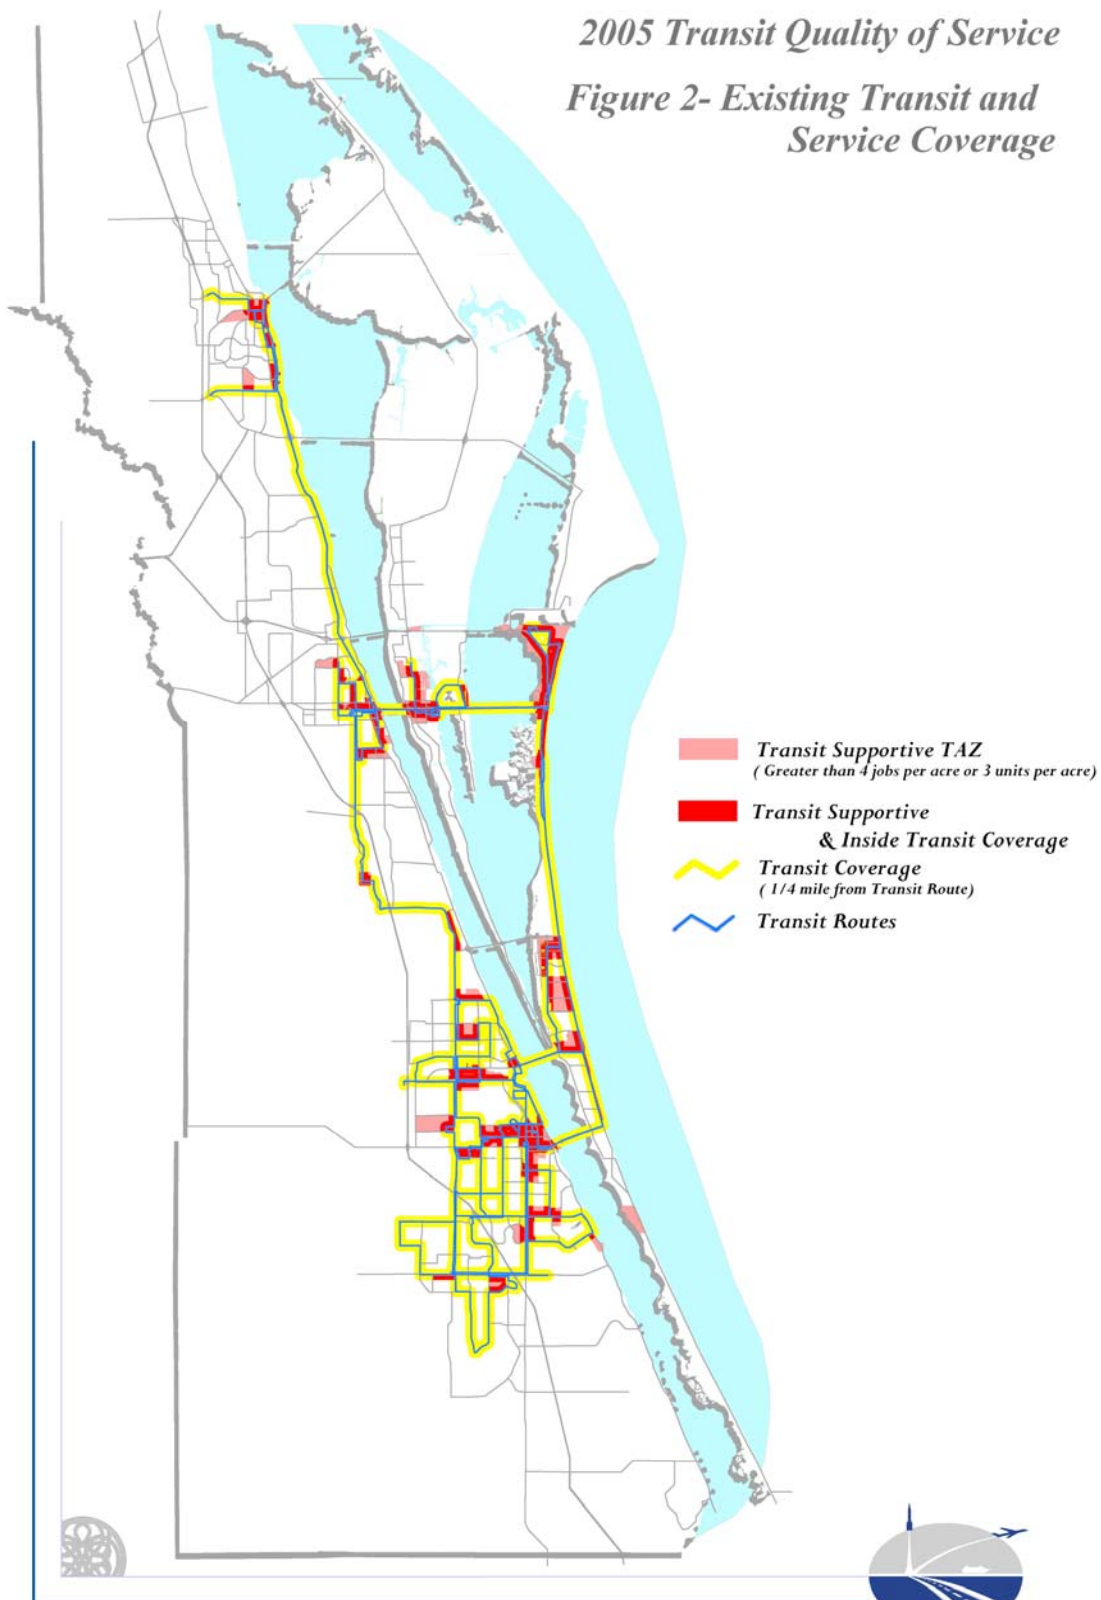 2005 Transit Quality of Service
Figure 2- Existing Transit and
Service Coverage
Transit Supportive TAZ
( Greater than 4 jobs per acre or 3 units per acre)
Transit Supportive
& Inside Transit Coverage
Transit Coverage
( 1/4 mile from Transit Route)
Transit Routes